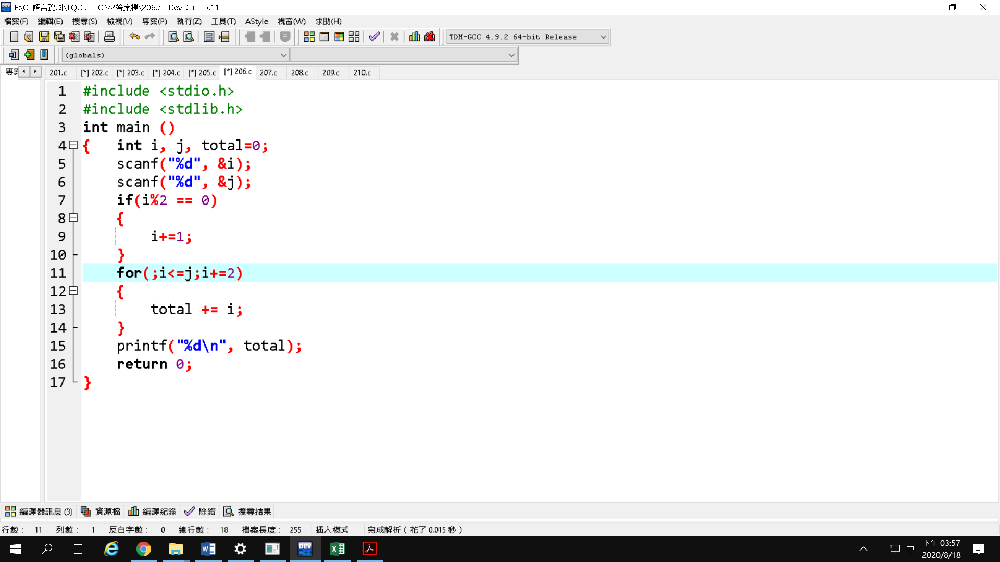 F:\C 語言資料\TQC C C V2答案檔\206.c - Dev-C++ 5.11
檔案(F) 編輯(E) 搜尋(S) 檢視(V) 專案(P) 執行(Z) 工具(T) AStyle 視窗(W) 求助(H)
TDM-GCC 4.9.2 64-bit Release
(globals)
201.c [*] 202.c [*] 203.c [*] 204.c [*] 205.c [*] 206.c 207.c 208.c 209.c 210.c
1 #include <stdio.h>
2 #include <stdlib.h>
3 int main ()
4 { int i, j, total=0;
5 scanf("%d", &i);
6 scanf("%d", &j);
7 if(i%2 == 0)
8 {
9 i+=1;
10 }
11 for(;i<=j;i+=2)
12 {
13 total += i;
14 }
15 printf("%d\n", total);
16 return 0;
17 }
編譯器訊息 (3) 資源檔 編譯紀錄 除錯 搜尋結果
行數： 11 列數： 1 反白字數： 0 總行數： 18 檔案長度： 255 插入模式 完成解析 ( 花了 0.015 秒 )
中 下午 03:57
2020/8/18